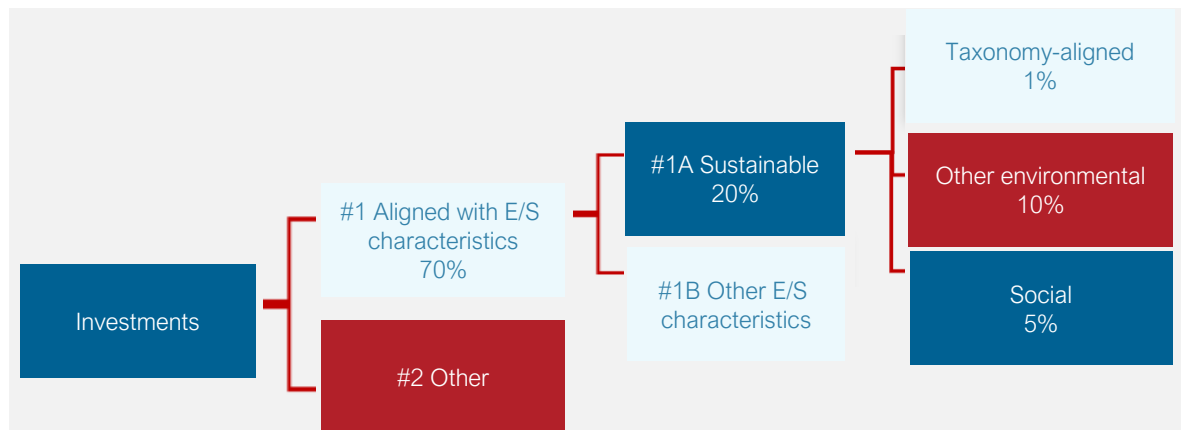 Investments
#1 Aligned with E/S
characteristics
70%
#2 Other
#1A Sustainable
20%
#1B Other E/S
characteristics
Taxonomy-aligned
1%
Other environmental
10%
Social
5%